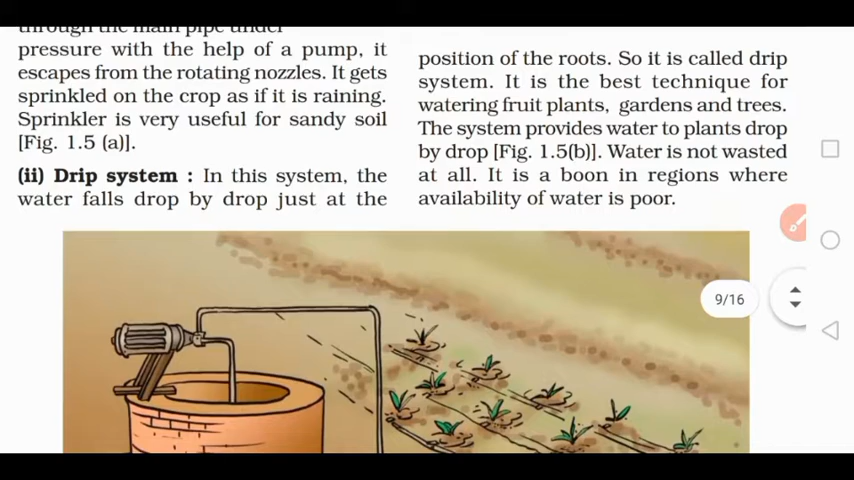 through the main pipe under
pressure with the help of a pump, it
escapes from the rotating nozzles. It gets
sprinkled on the crop as if it is raining.
Sprinkler is very useful for sandy soil
[Fig. 1.5 (a)].
(ii) Drip system : In this system, the
water falls drop by drop just at the
position of the roots. So it is called drip
system. It is the best technique for
watering fruit plants, gardens and trees.
The system provides water to plants drop
by drop [Fig. 1.5(b)]. Water is not wasted
at all. It is a boon in regions where
availability of water is poor.
9/16